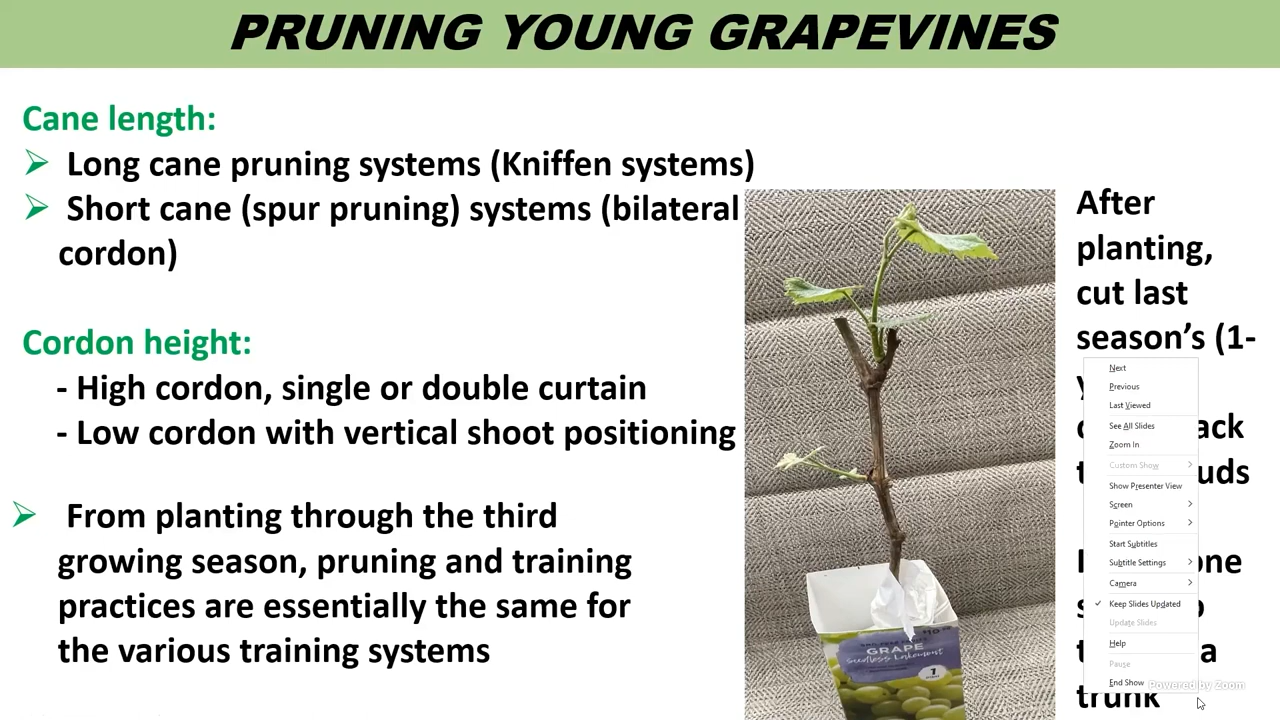 PRUNING YOUNG GRAPEVINES
Cane length:
Long cane pruning systems (Kniffen systems)
Short cane (spur pruning) systems (bilateral
cordon)
Cordon height:
- High cordon, single or double curtain
- Low cordon with vertical shoot positioning
From planting through the third
growing season, pruning and training
practices are essentially the same for
the various training systems
GRAPE
Seedless Lakemont
1
After
planting,
cut last
season's (1-
trunk
Next
Previous
Last Viewed
See All Slides
Zoom In
Custom Show
Show Presenter View
Screen
Pointer Options
Start Subtitles
Subtitle Settings
Camera
Keep Slides Updated
Update Slides
Help
Pause
End Show
Powered by Zoom